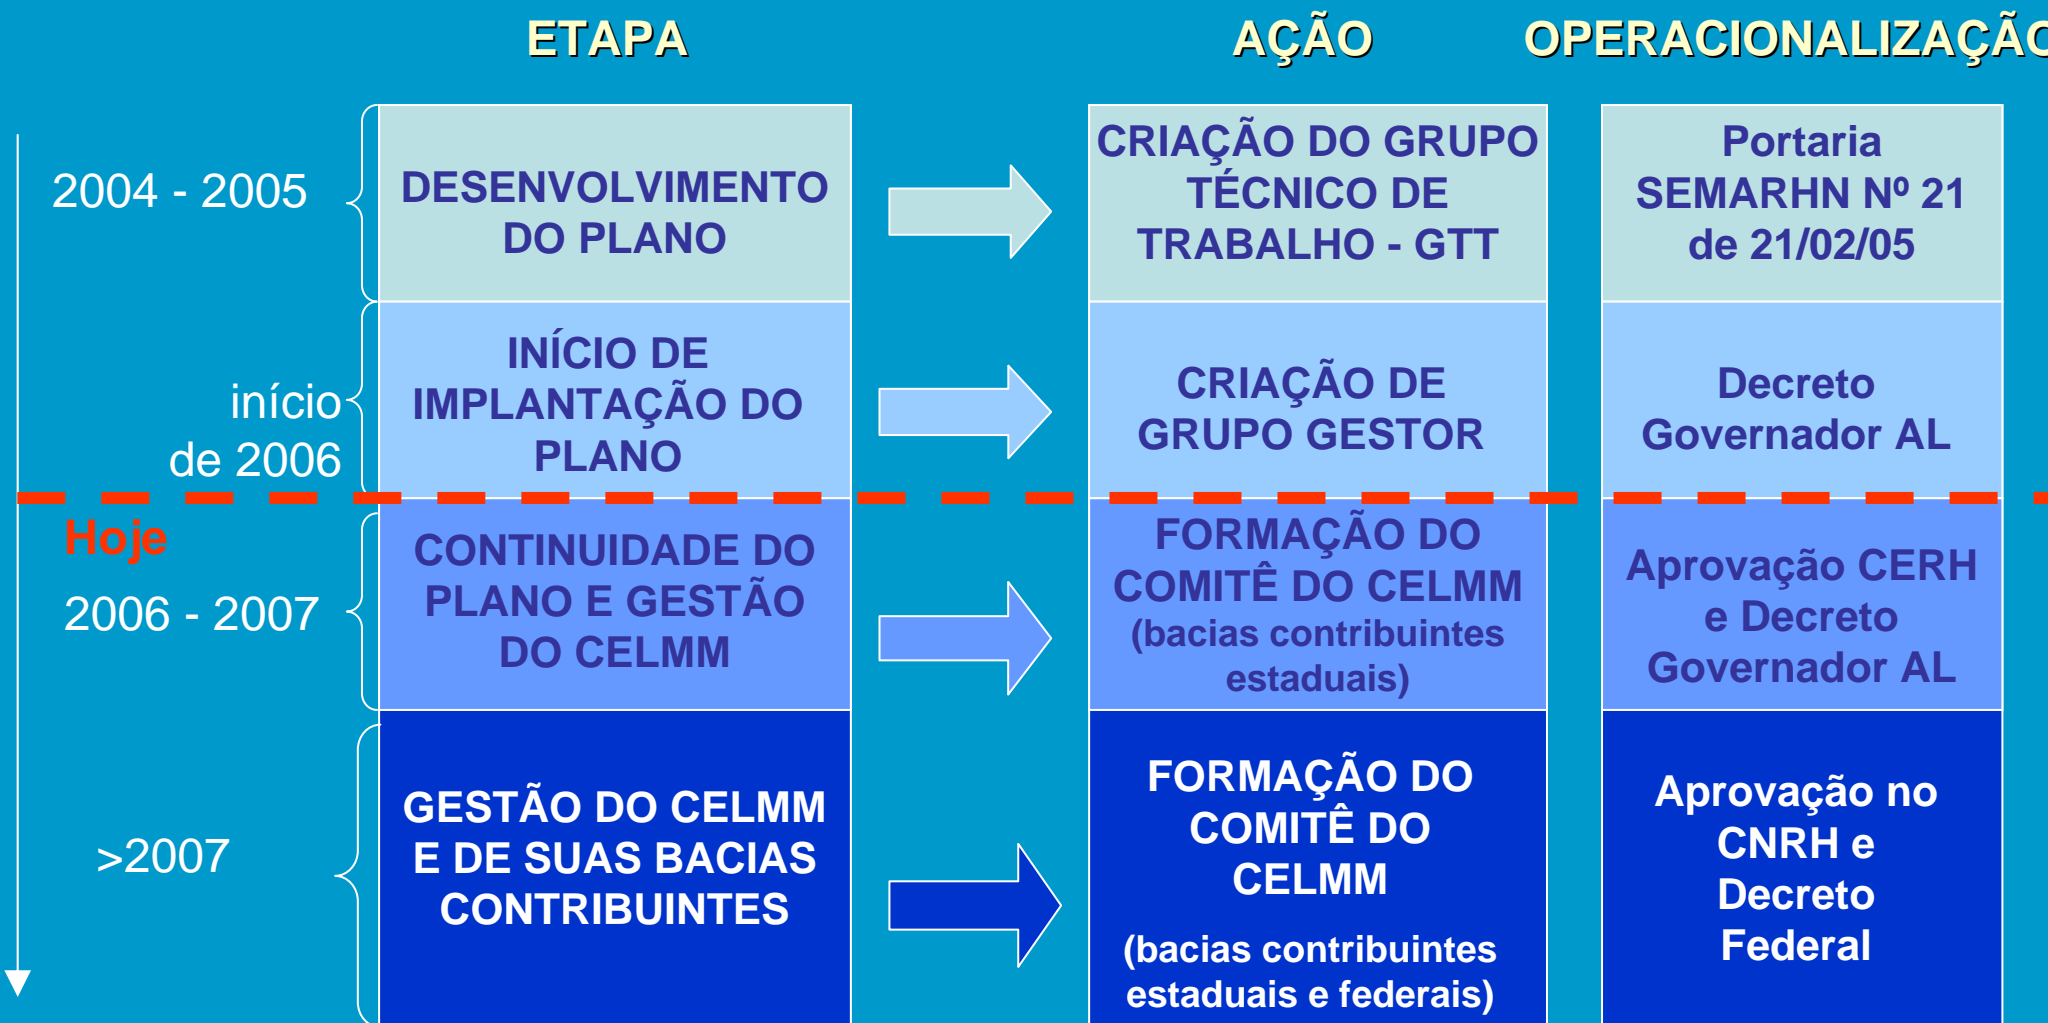 ETAPA
AÇÃO
OPERACIONALIZAÇÃO
2004 - 2005
DESENVOLVIMENTO
DO PLANO
CRIAÇÃO DO GRUPO
TÉCNICO DE
TRABALHO - GTT
Portaria
SEMARHN Nº 21
de 21/02/05
início
de 2006
INÍCIO DE
IMPLANTAÇÃO DO
PLANO
CRIAÇÃO DE
GRUPO GESTOR
Decreto
Governador AL
Hoje
2006 - 2007
CONTINUIDADE DO
PLANO E GESTÃO
DO CELMM
FORMAÇÃO DO
COMITÊ DO CELMM
(bacias contribuintes
estaduais)
Aprovação CERH
e Decreto
Governador AL
>2007
GESTÃO DO CELMM
E DE SUAS BACIAS
CONTRIBUINTES
FORMAÇÃO DO
COMITÊ DO
CELMM
(bacias contribuintes
estaduais e federais)
Aprovação no
CNRH e
Decreto
Federal